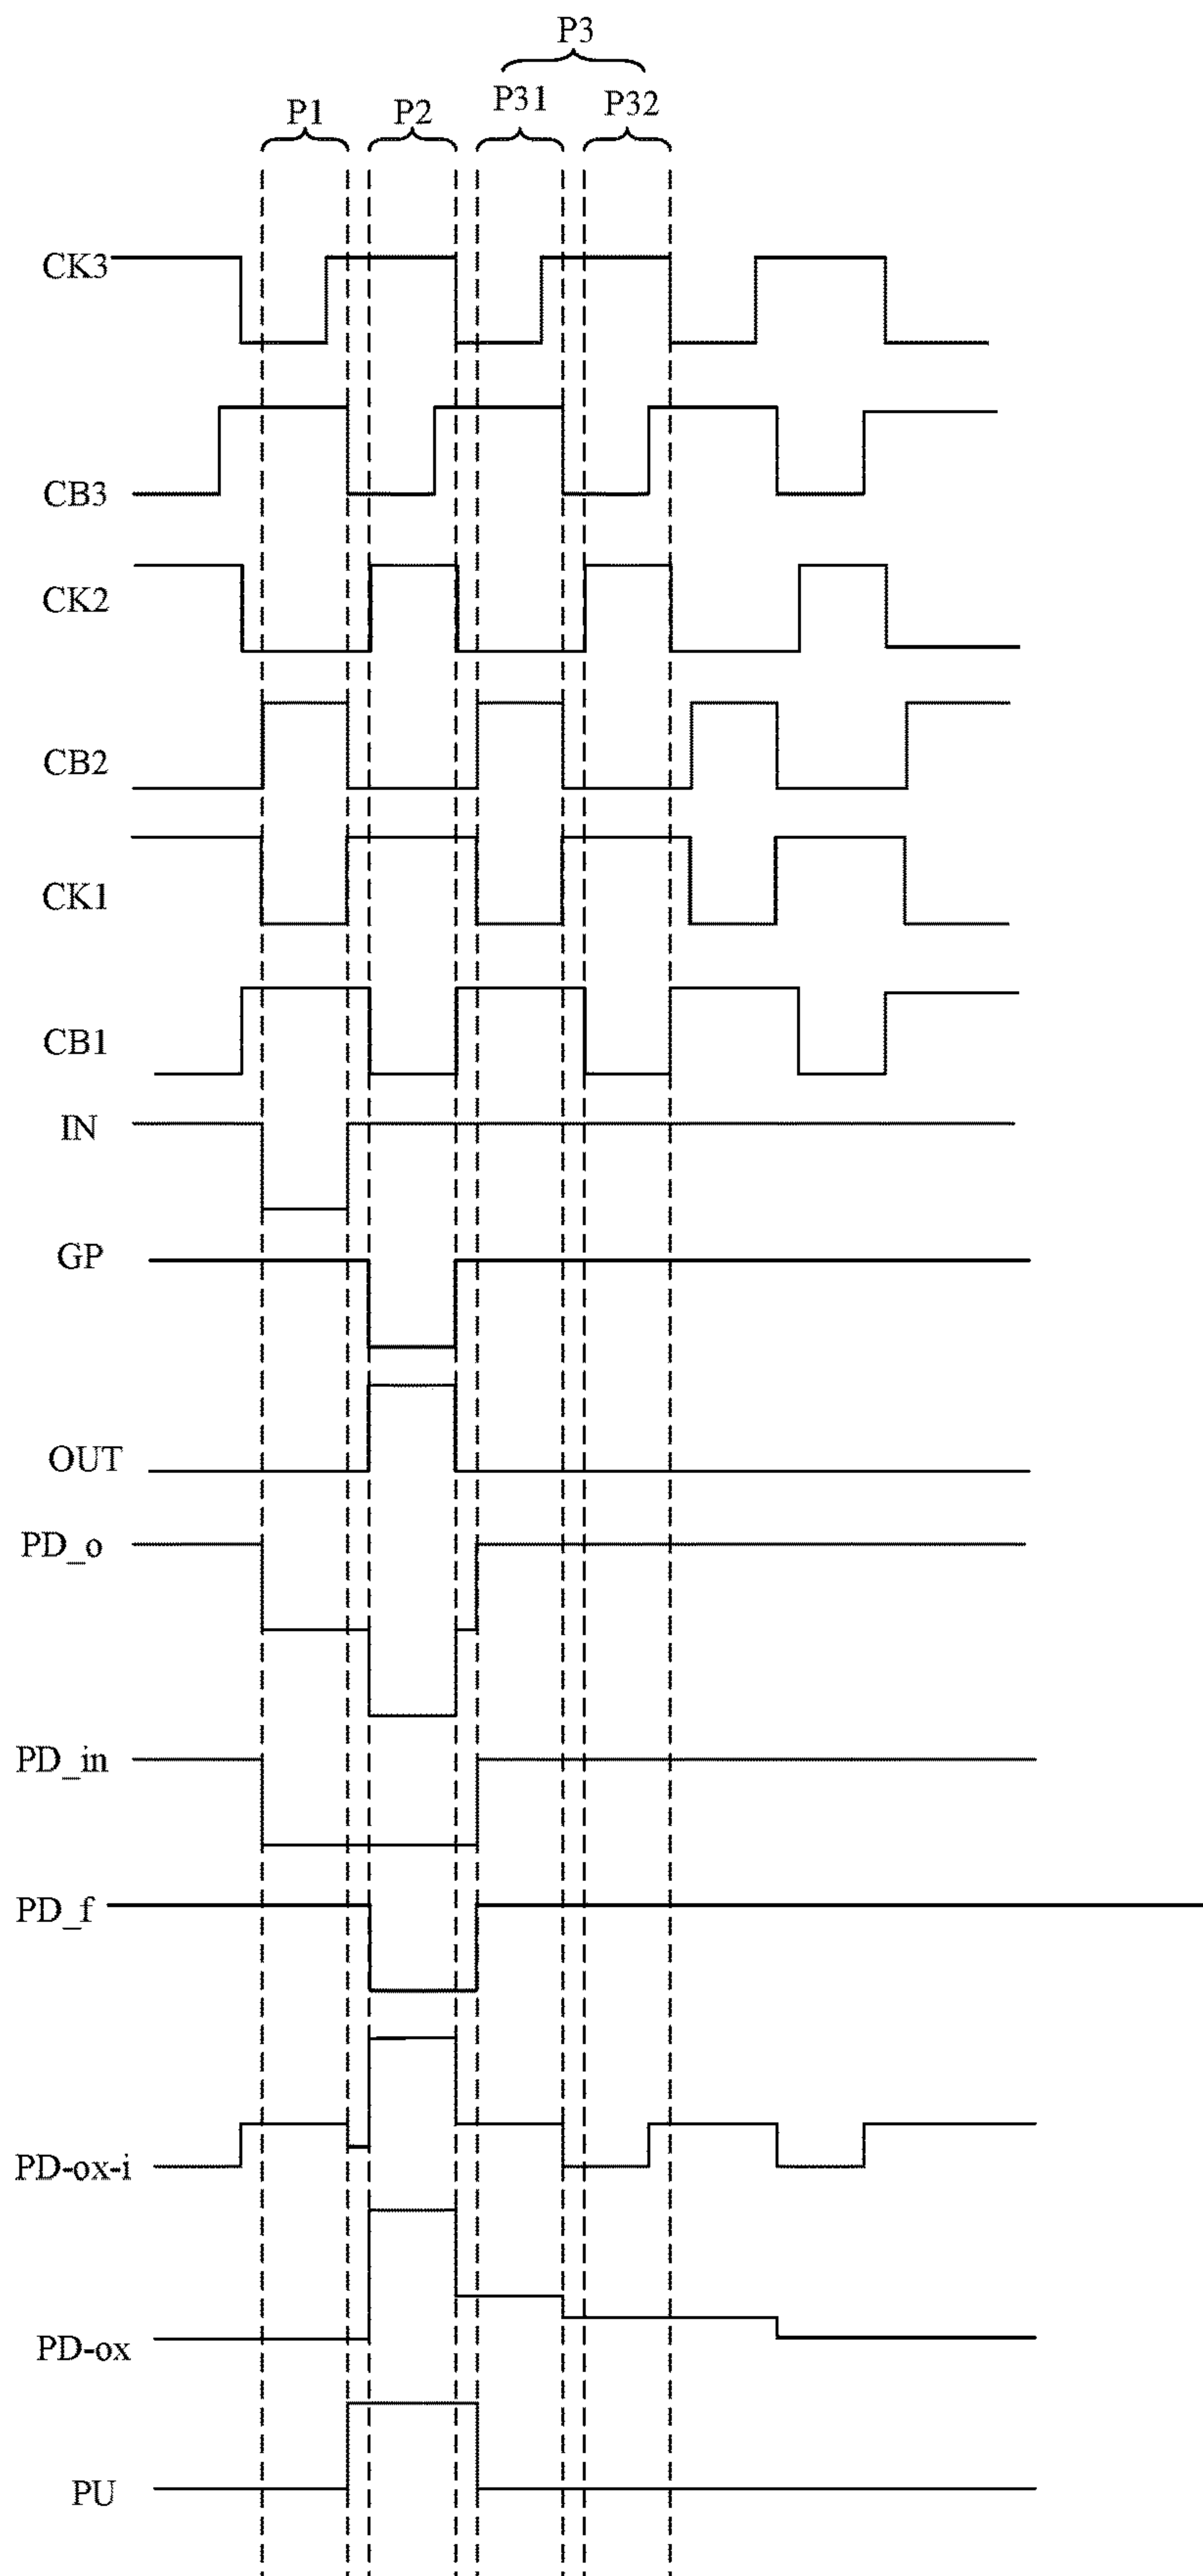 P3
P1 P2 P31 P32
CK3
CB3
CK2
CB2
CK1
CB1
IN
GP
OUT
PD_o
PD_in
PD_f
PD-ox-i
PD-ox
PU